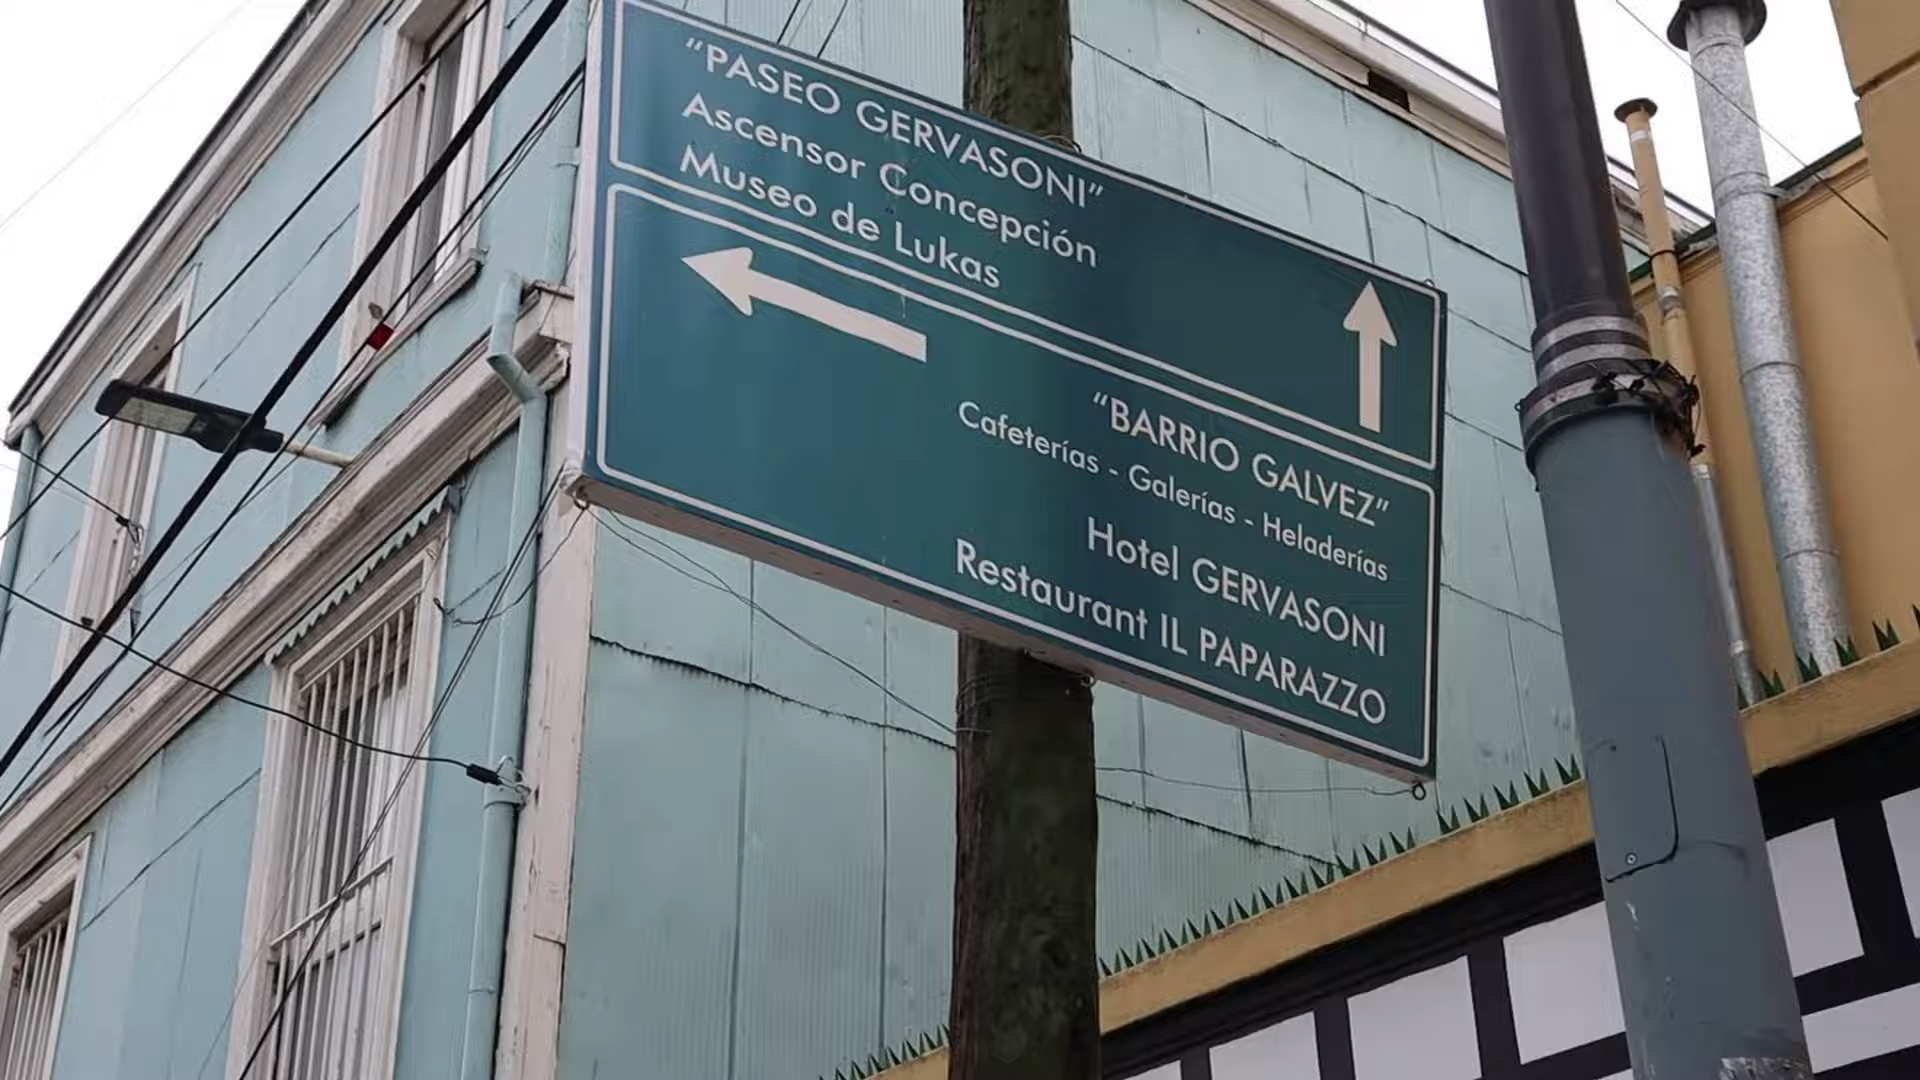 “PASEO GERVASONI”
Ascensor Concepción
Museo de Lukas
“BARRIO GALVEZ”
Cafeterías - Galerías - Heladerías
Hotel GERVASONI
Restaurant IL PAPARAZZO